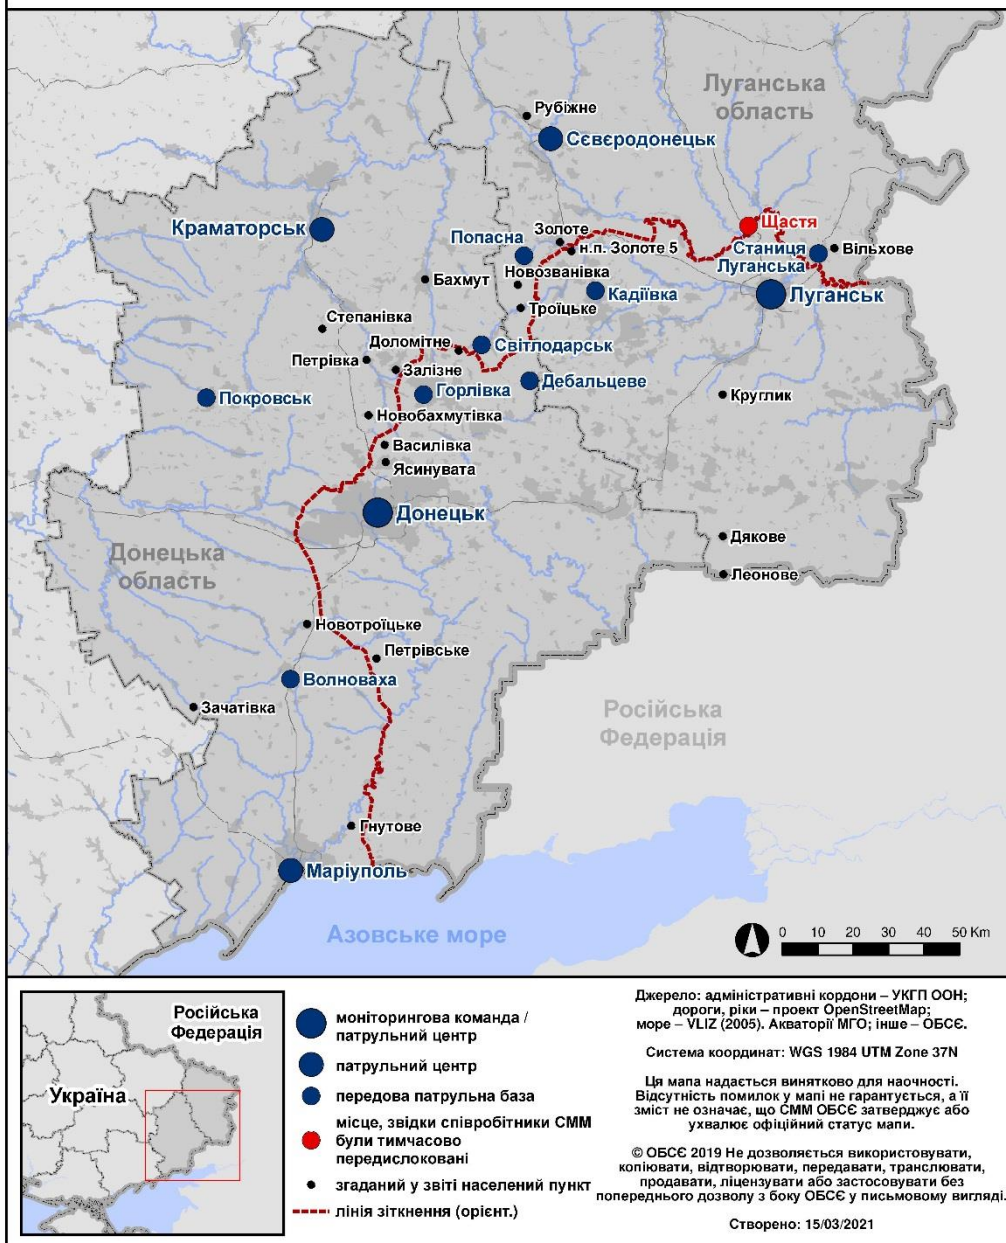 Луганська
область
Рубіжне
Сєвєродонецьк
Краматорськ
Щастя
Золоте
Попасна
н.п. Золоте 5
Станиця
Луганська
Вільхове
Новозванівка
Бахмут
Кадіївка
Луганськ
Троїцьке
Степанівка
Доломітне
Світлодарськ
Петрівка
Залізне
Дебальцеве
Горлівка
Покровськ
Круглик
Новобахмутівка
Василівка
Ясинувата
Донецьк
Дякове
Донецька
область
Леонове
Новотроїцьке
Петрівське
Волноваха
Зачатівка
Російська
Федерація
Гнутове
Маріуполь
Азовське море
0 10 20 30 40 50 Km
Російська
Федерація
Україна
моніторингова команда /
патрульний центр
патрульний центр
передова патрульна база
місце, звідки співробітники СММ
були тимчасово
передислоковані
згаданий у звіті населений пункт
лінія зіткнення (орієнт.)
Джерело: адміністративні кордони – УКГП ООН;
дороги, ріки – проект OpenStreetMap;
море – VLIZ (2005). Акваторії МГО; інше – ОБСЄ.
Система координат: WGS 1984 UTM Zone 37N
Ця мапа надається винятково для наочності.
Відсутність помилок у мапі не гарантується, а її
зміст не означає, що СММ ОБСЄ затверджує або
ухвалює офіційний статус мапи.
© ОБСЄ 2019 Не дозволяється використовувати,
копіювати, відтворювати, передавати, транслювати,
продавати, ліцензувати або застосовувати без
попереднього дозволу з боку ОБСЄ у письмовому вигляді.
Створено: 15/03/2021